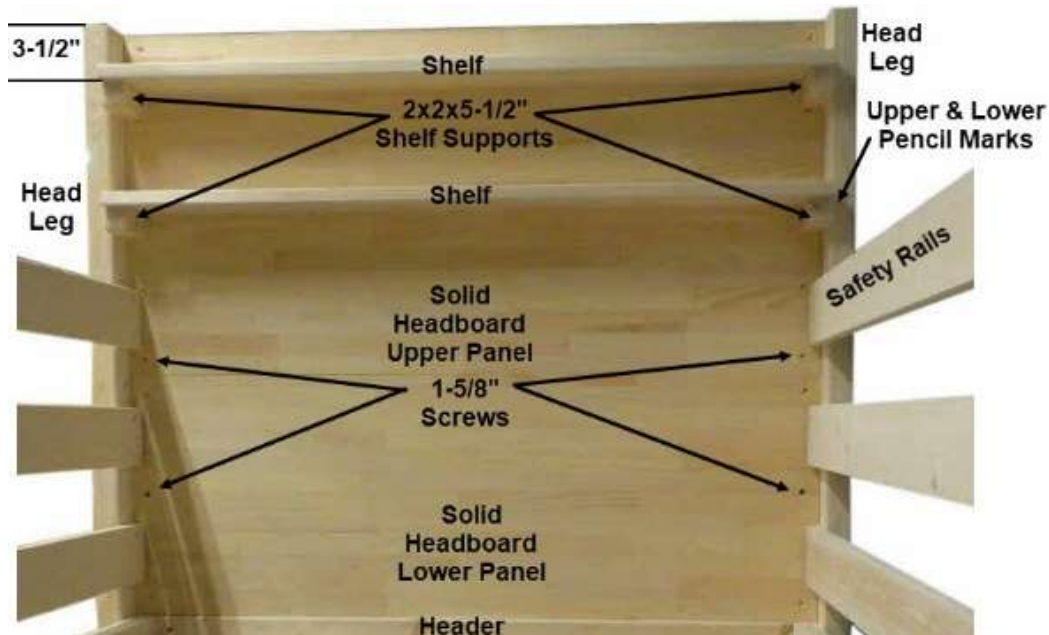 3-1/2"
Shelf
Head
Leg
2x2x5-1/2"
Shelf Supports
Upper & Lower
Pencil Marks
Head
Leg
Shelf
Safety Rails
Solid
Headboard
Upper Panel
1-5/8"
Screws
Solid
Headboard
Lower Panel
Header